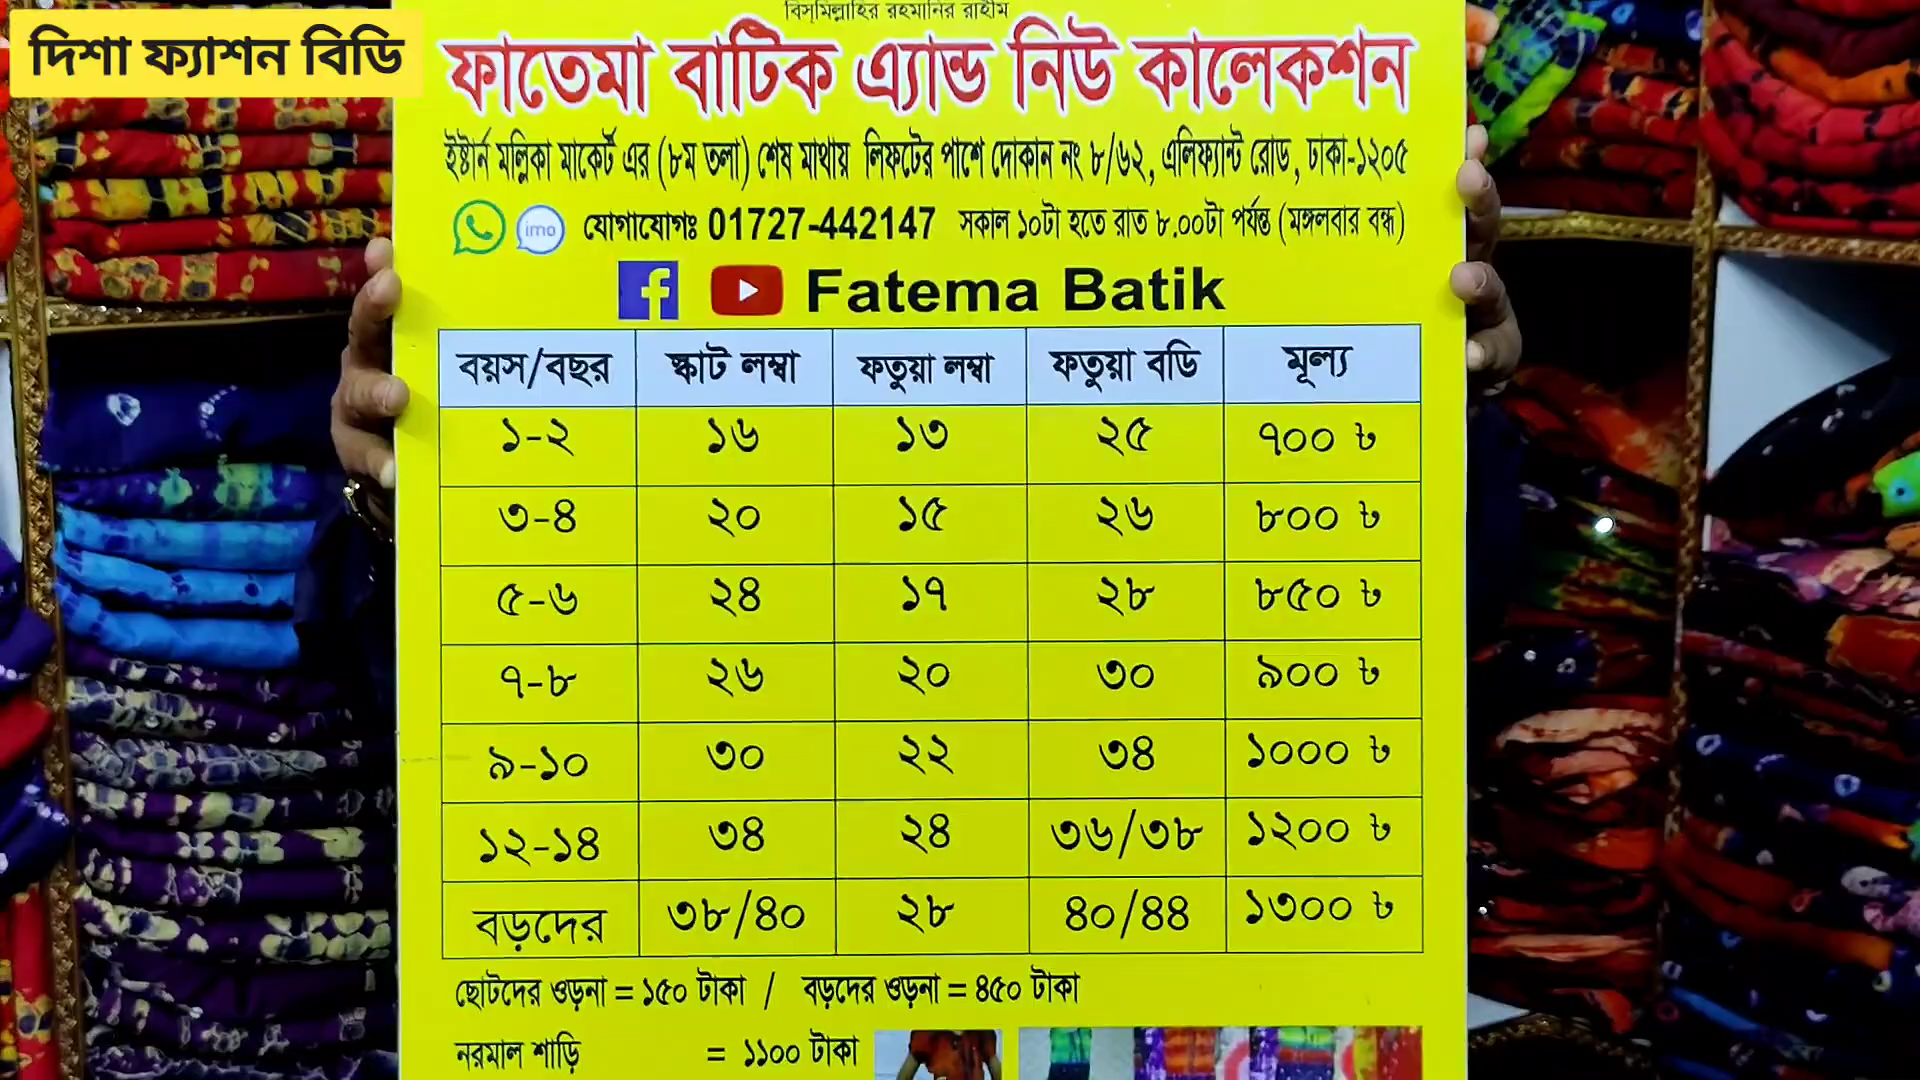 দিশা ফ্যাশন বিডি
বিস্‌মিল্লাহির রহমানির রাহীম
ফাতেমা বাটিক এ্যান্ড নিউ কালেকশন
ইষ্টার্ন মল্লিকা মাকের্ট এর (৮ম তলা) শেষ মাথায় লিফটের পাশে দোকান নং ৮/৬২, এলিফ্যান্ট রোড, ঢাকা-১২০৫
imo যোগাযোগঃ 01727-442147 সকাল ১০টা হতে রাত ৮.০০টা পর্যন্ত (মঙ্গলবার বন্ধ)
Fatema Batik
বয়স/বছর স্কাট লম্বা ফতুয়া লম্বা ফতুয়া বডি মূল্য
১-২ ১৬ ১৩ ২৫ ৭০০ ৳
৩-৪ ২০ ১৫ ২৬ ৮০০ ৳
৫-৬ ২৪ ১৭ ২৮ ৮৫০ ৳
৭-৮ ২৬ ২০ ৩০ ৯০০ ৳
৯-১০ ৩০ ২২ ৩৪ ১০০০ ৳
১২-১৪ ৩৪ ২৪ ৩৬/৩৮ ১২০০ ৳
বড়দের ৩৮/৪০ ২৮ ৪০/৪৪ ১৩০০ ৳
ছোটদের ওড়না = ১৫০ টাকা / বড়দের ওড়না = ৪৫০ টাকা
নরমাল শাড়ি = ১১০০ টাকা